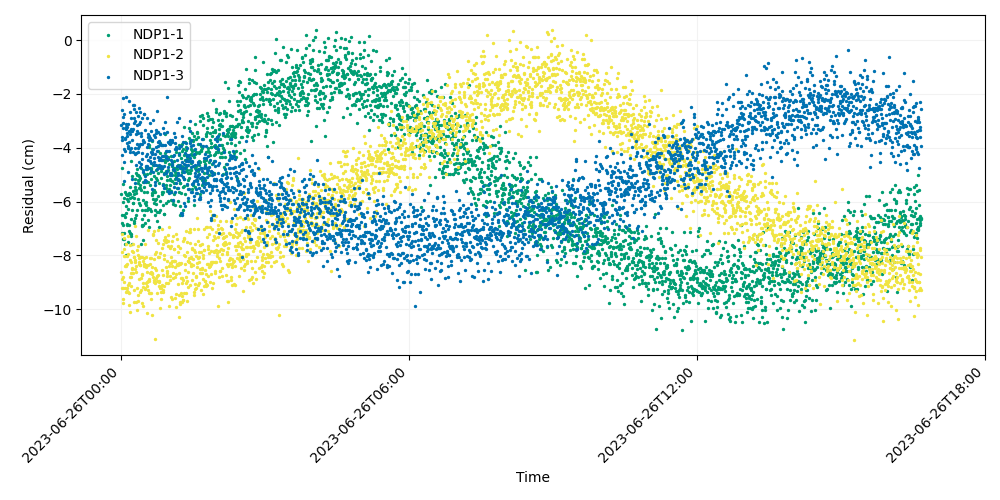 NDP1-1
NDP1-2
NDP1-3
0
−2
−4
−6
−8
−10
Residual (cm)
2023-06-26T00:00
2023-06-26T06:00
2023-06-26T12:00
2023-06-26T18:00
Time